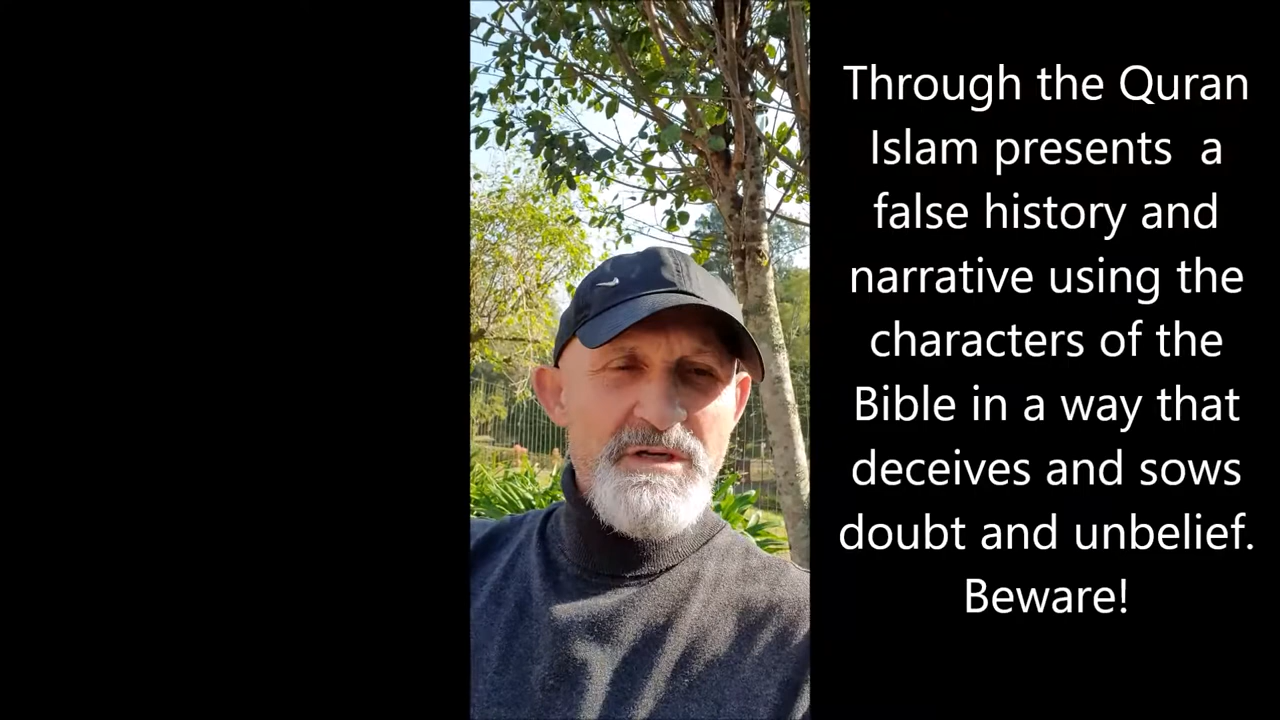 Through the Quran
Islam presents  a
false history and
narrative using the
characters of the
Bible in a way that
deceives and sows
doubt and unbelief.
Beware!